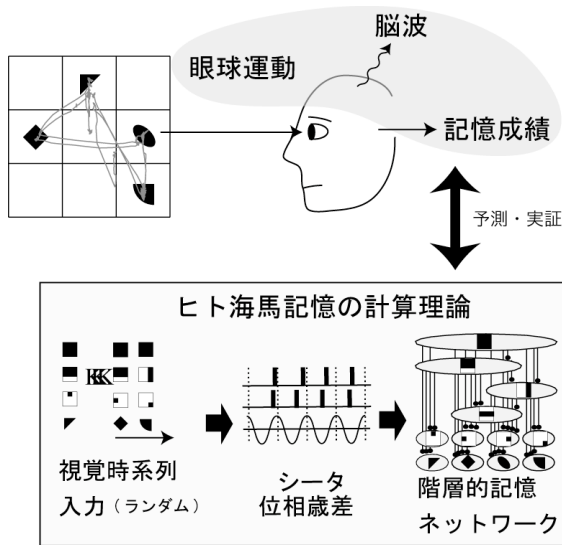 脳波
眼球運動
記憶成績
予測・実証
ヒト海馬記憶の計算理論
視覚時系列
入力(ランダム)
シータ
位相歳差
階層的記憶
ネットワーク